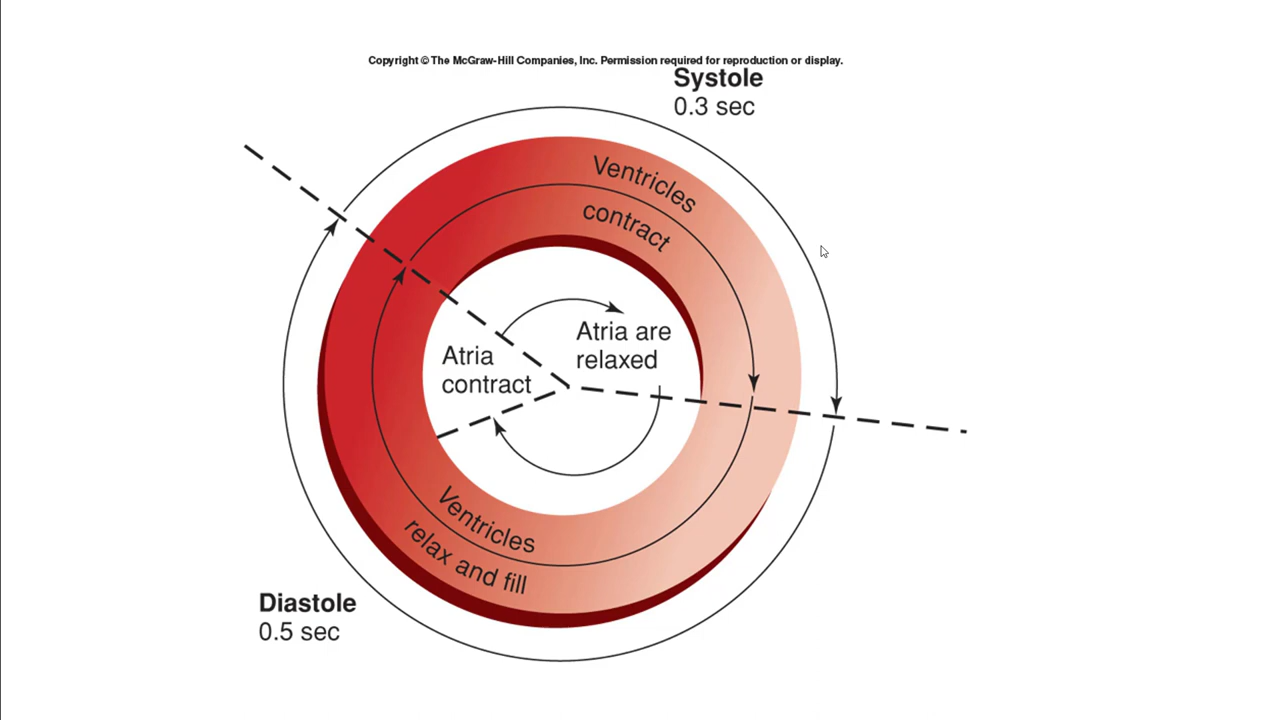 Copyright © The McGraw-Hill Companies, Inc. Permission required for reproduction or display.
Systole
0.3 sec
Ventricles
contract
Atria are
relaxed
Atria
contract
Ventricles
relax and fill
Diastole
0.5 sec